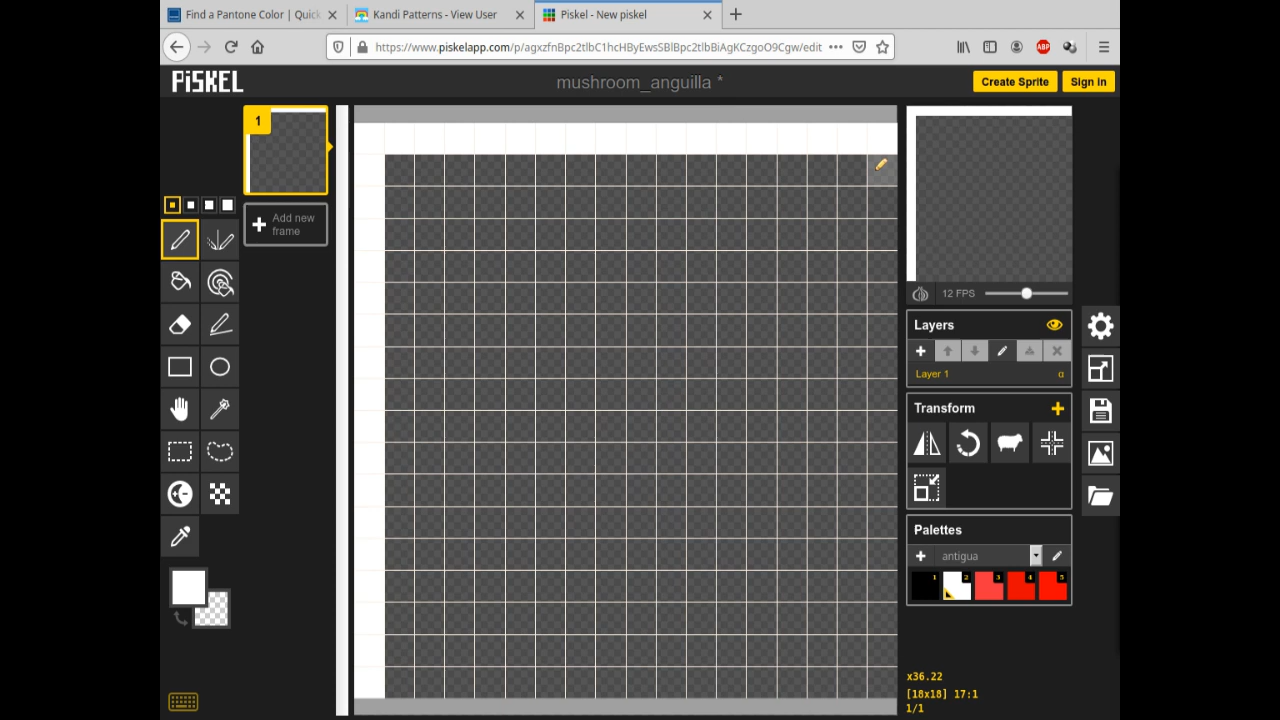 Find a Pantone Color | Quick
Kandi Patterns - View User
Piskel - New piskel
https://www.piskelapp.com/p/agxzfnBpc2tlbC1hcHByEwsSBlBpc2tlbBiAgKCzgoO9Cgw/edit
ABP
PiSKEL
mushroom_anguilla *
Create Sprite
Sign in
1
Add new
frame
12 FPS
Layers
Layer 1
α
Transform
Palettes
antigua
1 2 3 4 5
x36.22
[18x18] 17:1
1/1